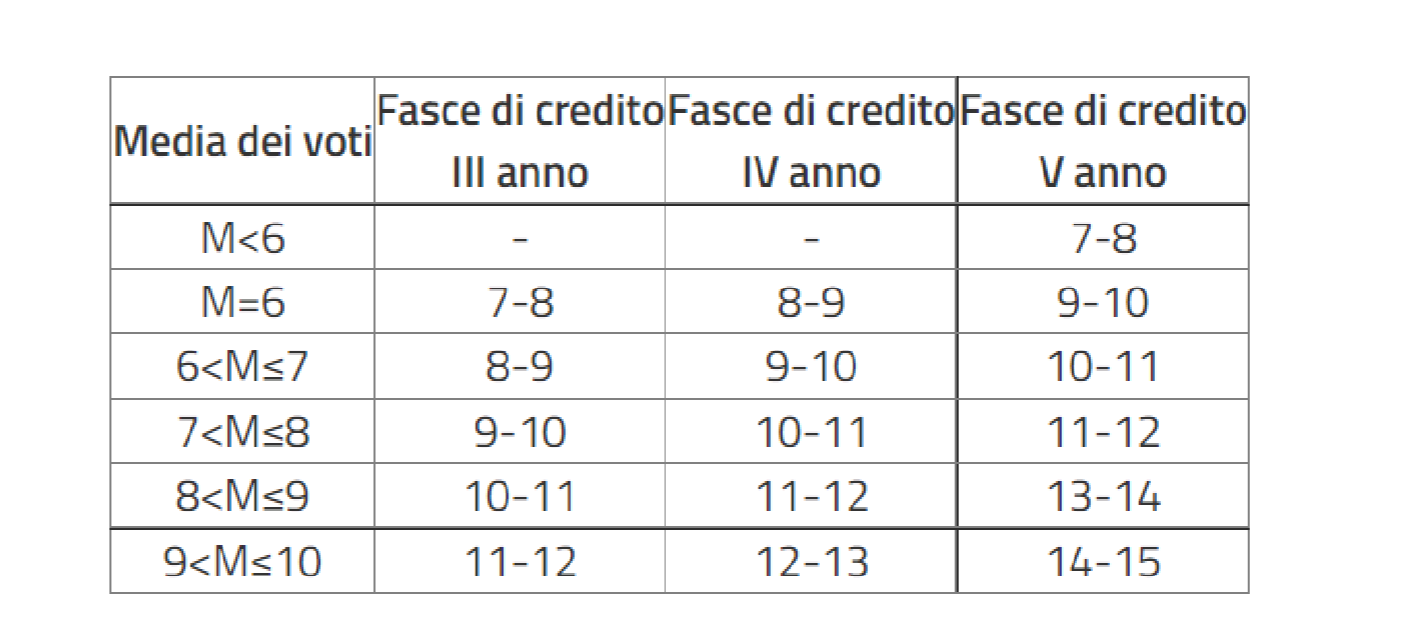 Media dei voti Fasce di credito III anno Fasce di credito IV anno Fasce di credito V anno
M<6 - - 7-8
M=6 7-8 8-9 9-10
6<M≤7 8-9 9-10 10-11
7<M≤8 9-10 10-11 11-12
8<M≤9 10-11 11-12 13-14
9<M≤10 11-12 12-13 14-15